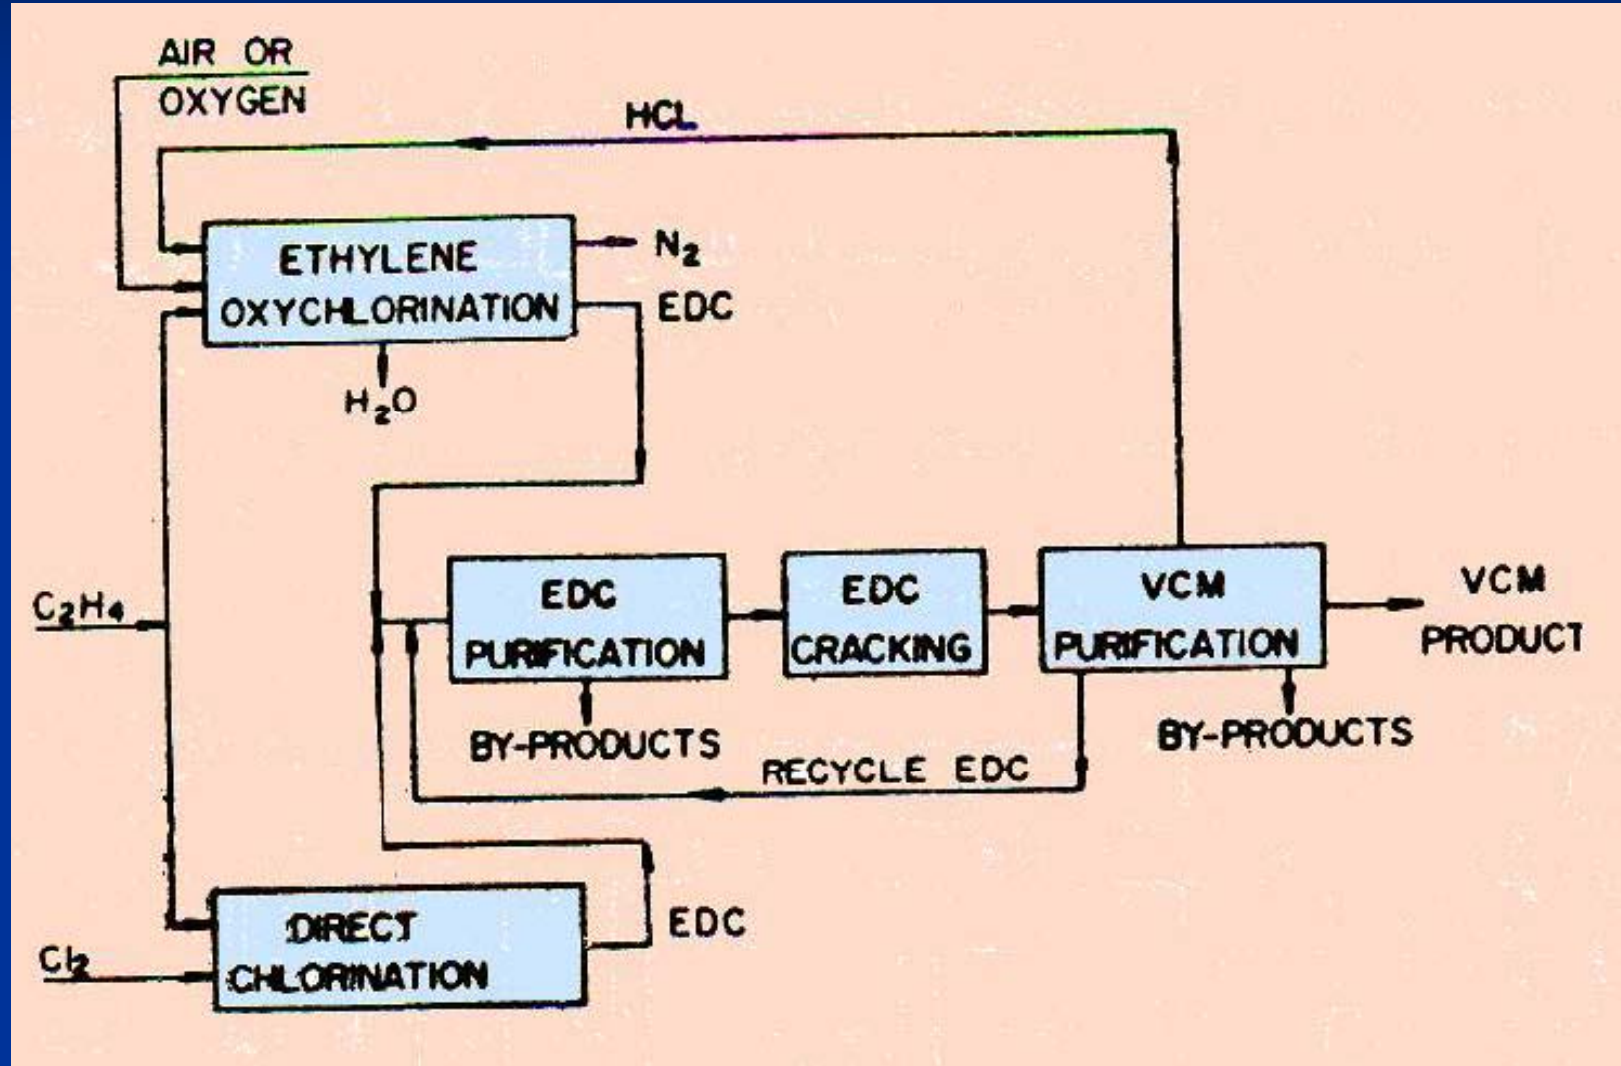 AIR OR
OXYGEN
HCL
ETHYLENE
OXYCHLORINATION
N₂
EDC
H₂O
C₂H₄
EDC
PURIFICATION
EDC
CRACKING
VCM
PURIFICATION
VCM
PRODUCT
BY-PRODUCTS
BY-PRODUCTS
RECYCLE EDC
DIRECT
CHLORINATION
EDC
Cl₂